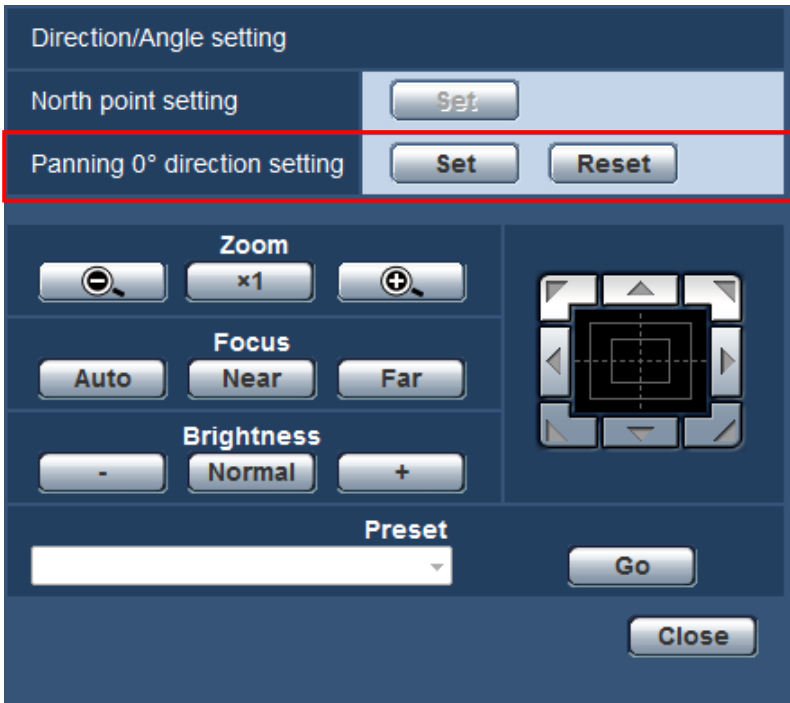 Direction/Angle setting
North point setting Set
Panning 0° direction setting Set Reset
Zoom
×1
Focus
Auto Near Far
Brightness
- Normal +
Preset
Go
Close